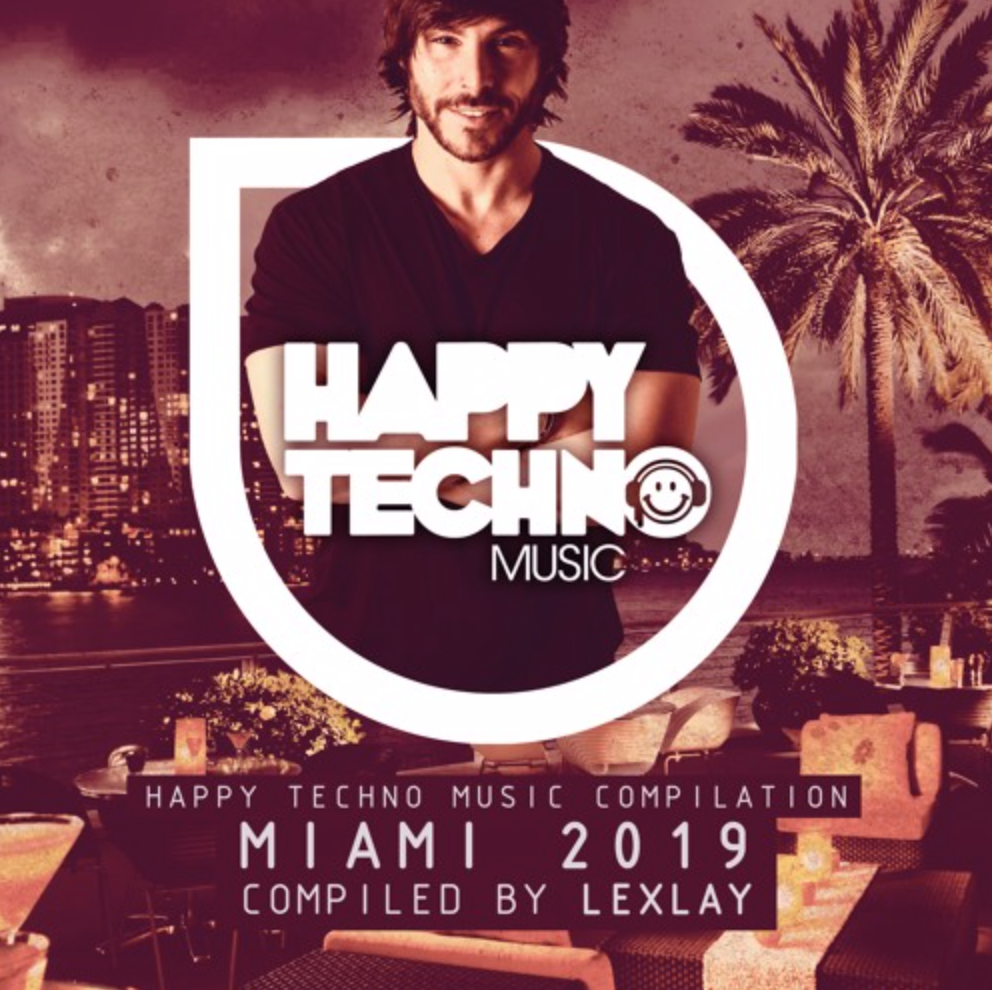 HAPPY
TECHNO
MUSIC
HAPPY TECHNO MUSIC COMPILATION
MIAMI 2019
COMPILED BY LEXLAY